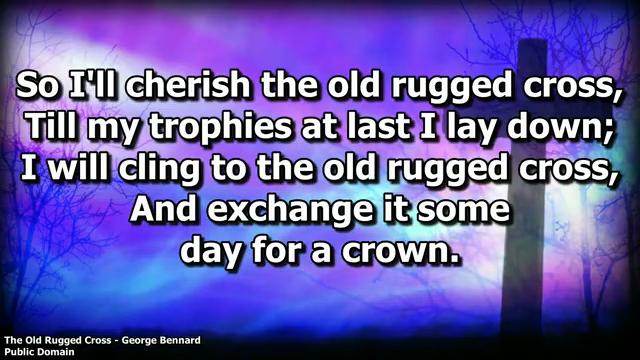 So I'll cherish the old rugged cross,
Till my trophies at last I lay down;
I will cling to the old rugged cross,
And exchange it some
day for a crown.
The Old Rugged Cross - George Bennard
Public Domain